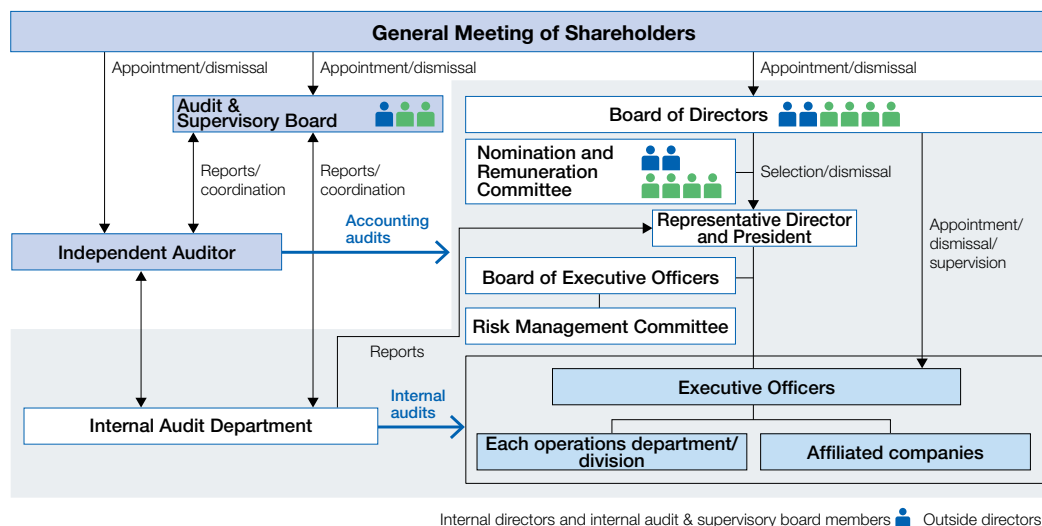 General Meeting of Shareholders
Appointment/dismissal
Appointment/dismissal
Appointment/dismissal
Audit &
Supervisory Board
Board of Directors
Nomination and
Remuneration
Committee
Reports/
coordination
Reports/
coordination
Selection/dismissal
Accounting
audits
Representative Director
and President
Independent Auditor
Appointment/
dismissal/
supervision
Board of Executive Officers
Risk Management Committee
Reports
Executive Officers
Internal
audits
Internal Audit Department
Each operations department/
division
Affiliated companies
Internal directors and internal audit & supervisory board members
Outside directors